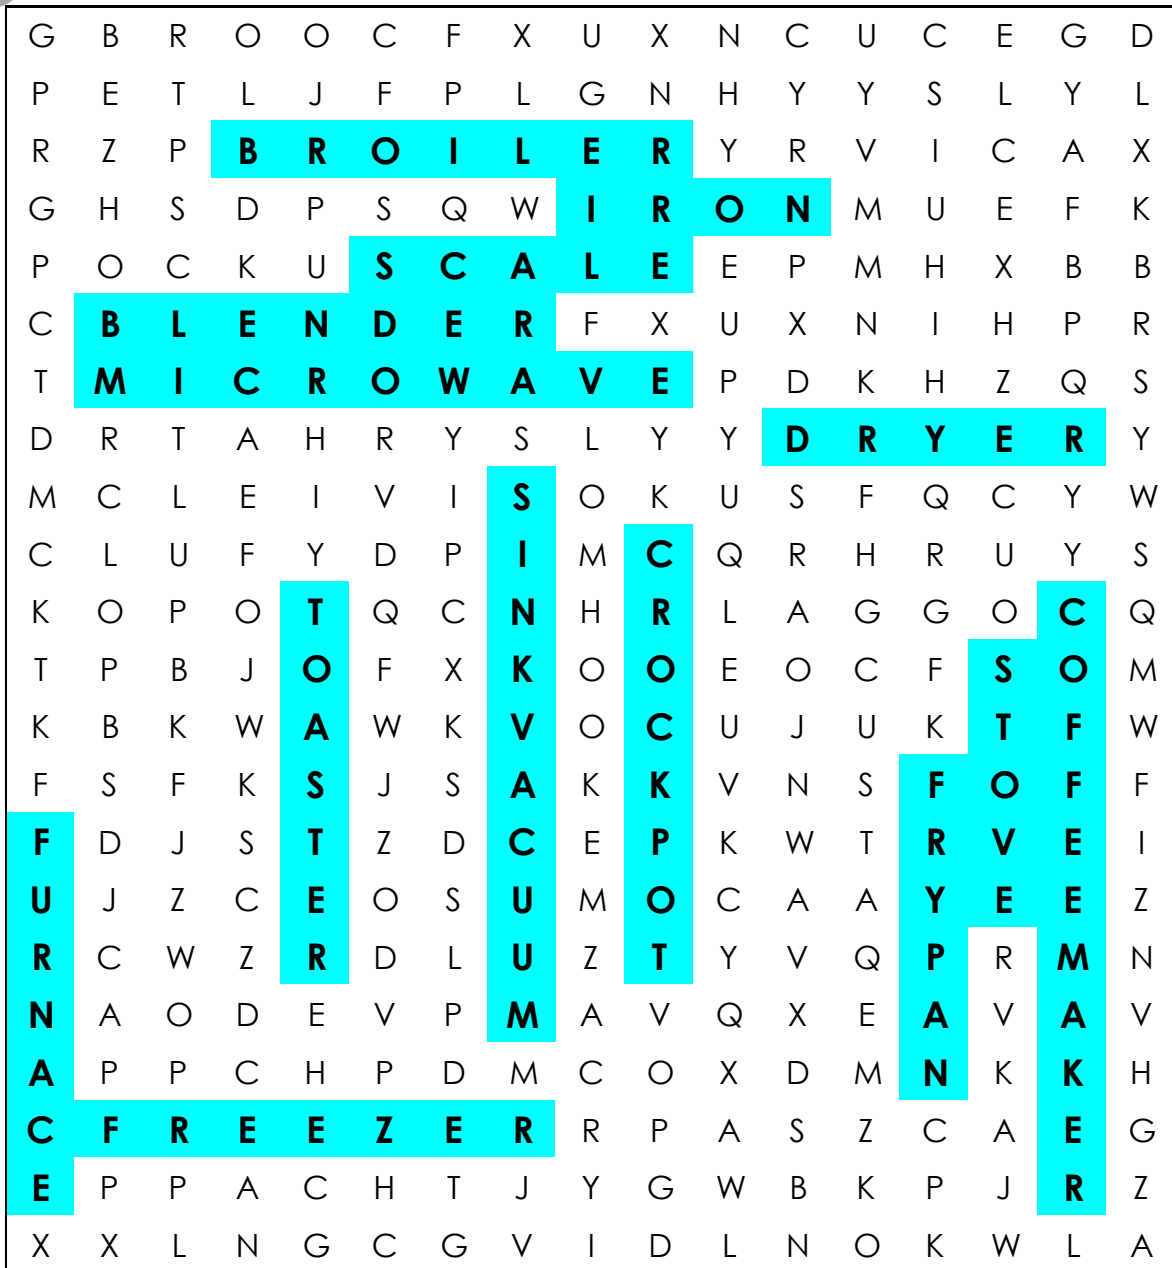 G B R O O C F X U X N C U C E G D
P E T L J F P L G N H Y Y S L Y L
R Z P B R O I L E R Y R V I C A X
G H S D P S Q W I R O N M U E F K
P O C K U S C A L E E P M H X B B
C B L E N D E R F X U X N I H P R
T M I C R O W A V E P D K H Z Q S
D R T A H R Y S L Y Y D R Y E R Y
M C L E I V I S O K U S F Q C Y W
C L U F Y D P I M C Q R H R U Y S
K O P O T Q C N H R L A G G O C Q
T P B J O F X K O O E O C F S O M
K B K W A W K V O C U J U K T F W
F S F K S J S A K K V N S F O F F
F D J S T Z D C E P K W T R V E I
U J Z C E O S U M O C A A Y E E Z
R C W Z R D L U Z T Y V Q P R M N
N A O D E V P M A V Q X E A V A V
A P P C H P D M C O X D M N K K H
C F R E E Z E R R P A S Z C A E G
E P P A C H T J Y G W B K P J R Z
X X L N G C G V I D L N O K W L A